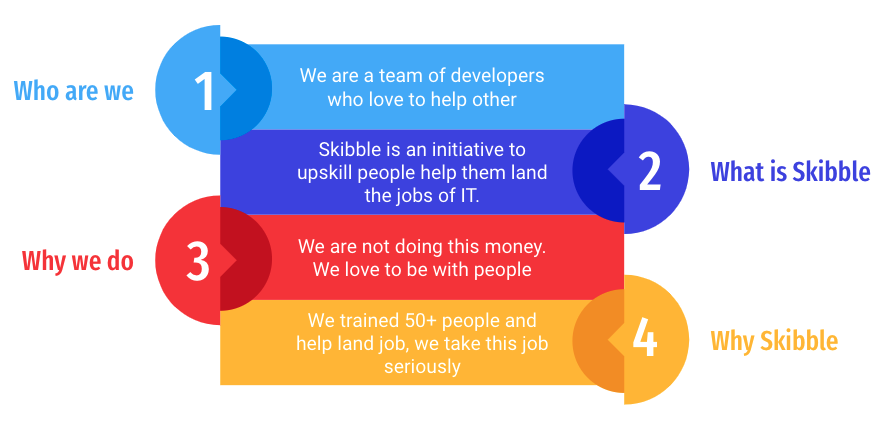 Who are we
1
We are a team of developers
who love to help other
Skibble is an initiative to
upskill people help them land
the jobs of IT.
2
What is Skibble
Why we do
3
We are not doing this money.
We love to be with people
We trained 50+ people and
help land job, we take this job
seriously
4
Why Skibble